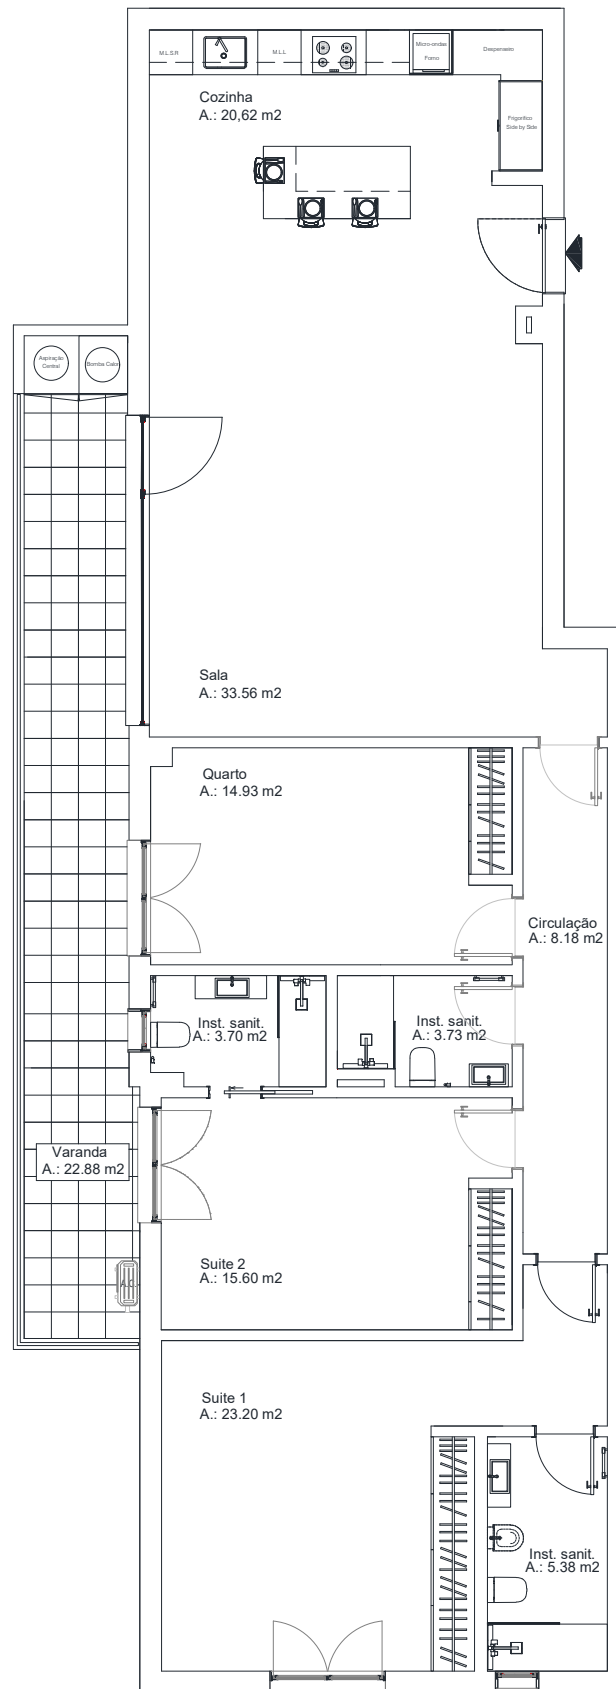 M.L.S.R
M.L.L
Micro-ondas
Forno
Despenseiro
Cozinha
A.: 20,62 m2
Frigorífico
Side by Side
Aspiração
Central
Bomba Calor
Sala
A.: 33.56 m2
Quarto
A.: 14.93 m2
Circulação
A.: 8.18 m2
Inst. sanit.
A.: 3.70 m2
Inst. sanit.
A.: 3.73 m2
Varanda
A.: 22.88 m2
Suite 2
A.: 15.60 m2
A.C.
Suite 1
A.: 23.20 m2
Inst. sanit.
A.: 5.38 m2